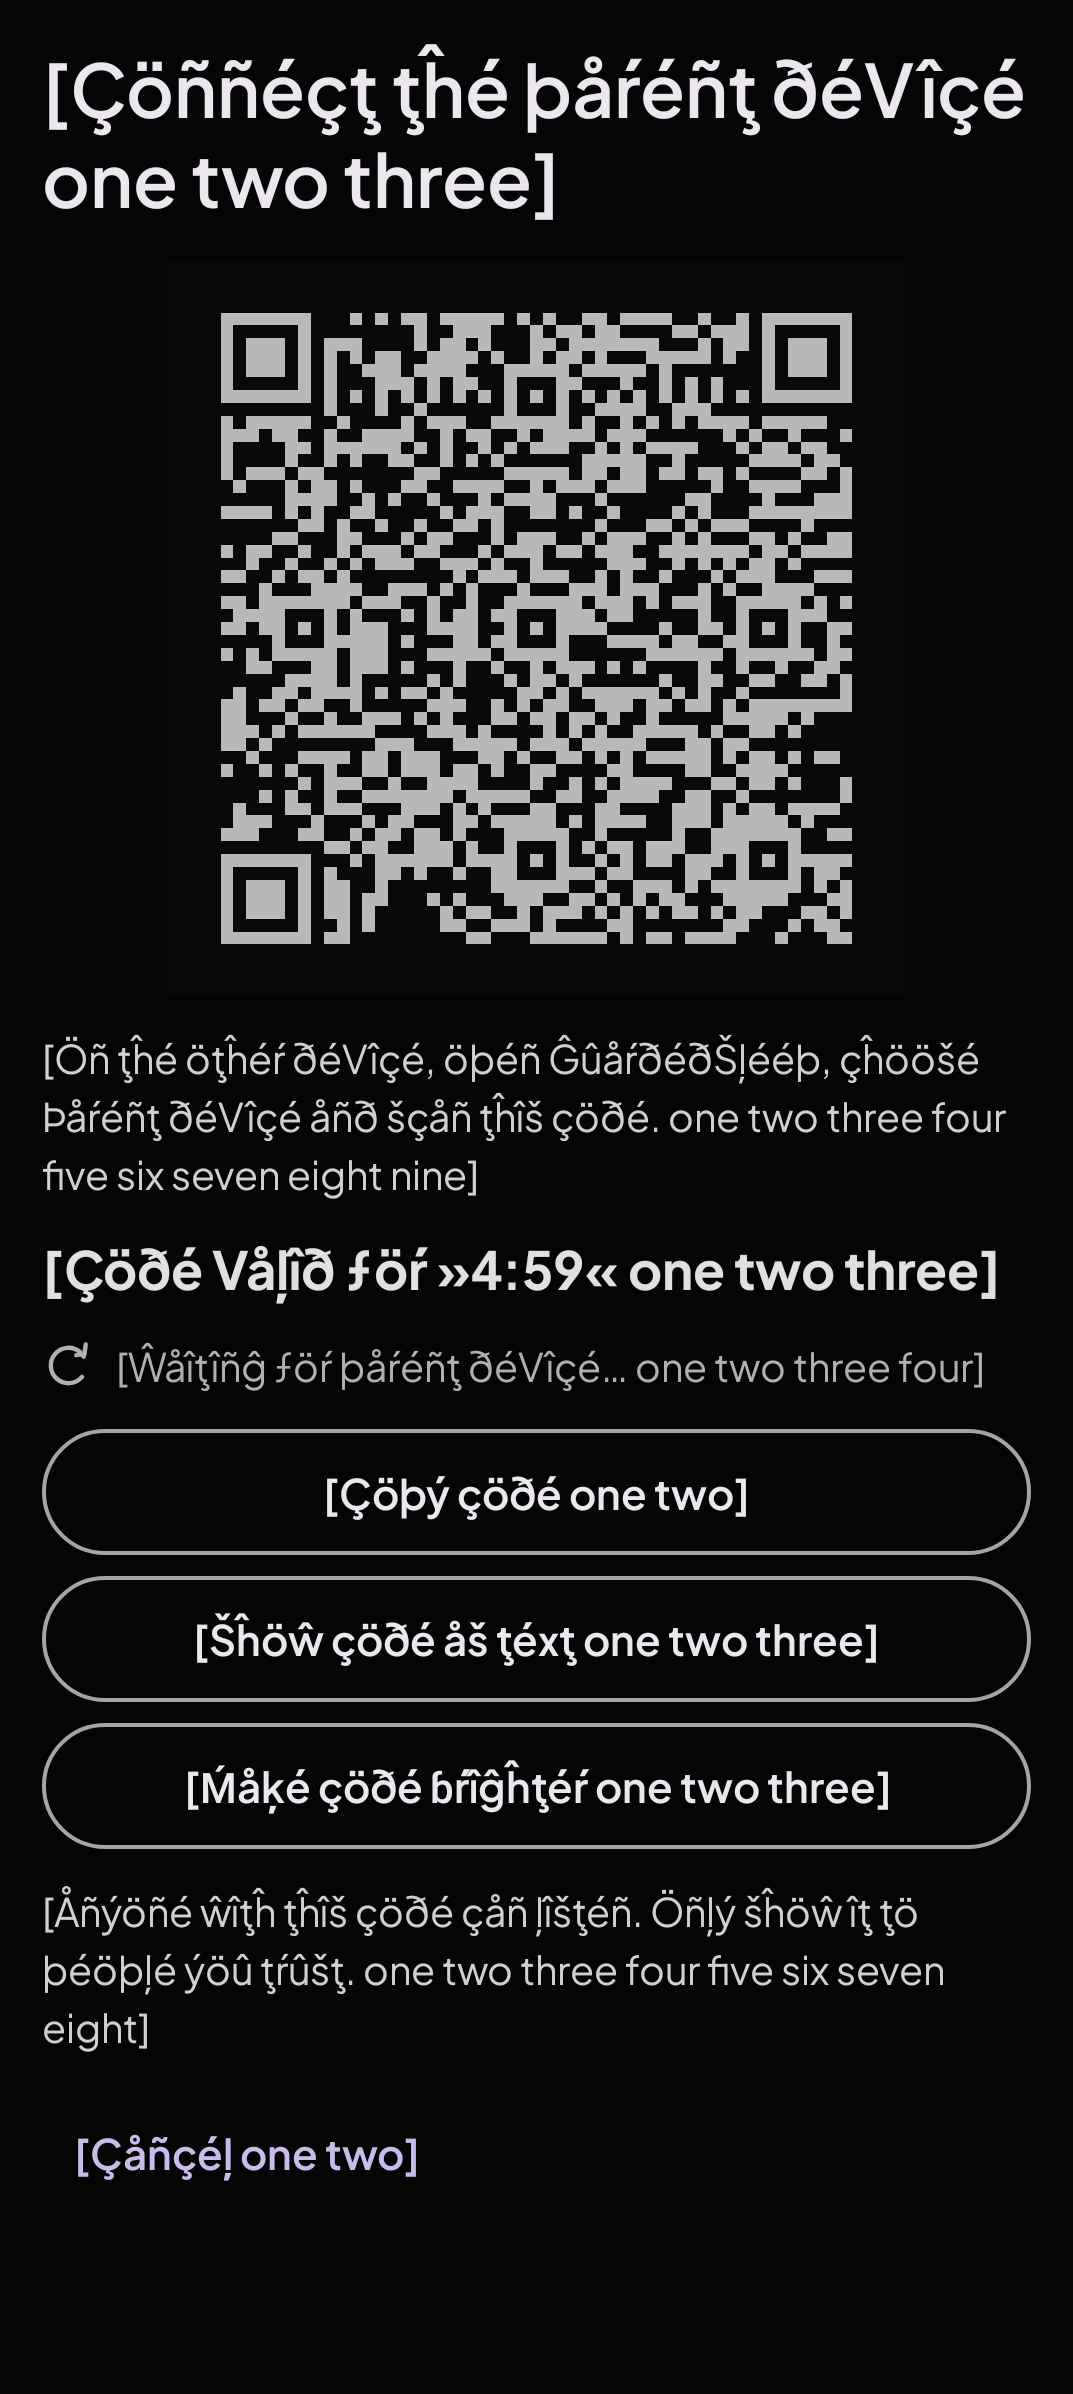 [Çöññéçţ ţĥé þåŕéñţ ðéVîçé
one two three]
[Öñ ţĥé öţĥéŕ ðéVîçé, öþéñ ĜûåŕðéðŠļééþ, çĥööšé
Þåŕéñţ ðéVîçé åñð šçåñ ţĥîš çöðé. one two three four
five six seven eight nine]
[Çöðé Våļîð ƒöŕ »4:59« one two three]
[Ŵåîţîñĝ ƒöŕ þåŕéñţ ðéVîçé… one two three four]
[Çöþý çöðé one two]
[Šĥöŵ çöðé åš ţéxţ one two three]
[Ḿåķé çöðé ɓŕîĝĥţéŕ one two three]
[Åñýöñé ŵîţĥ ţĥîš çöðé çåñ ļîšţéñ. Öñļý šĥöŵ îţ ţö
þéöþļé ýöû ţŕûšţ. one two three four five six seven
eight]
[Çåñçéļ one two]